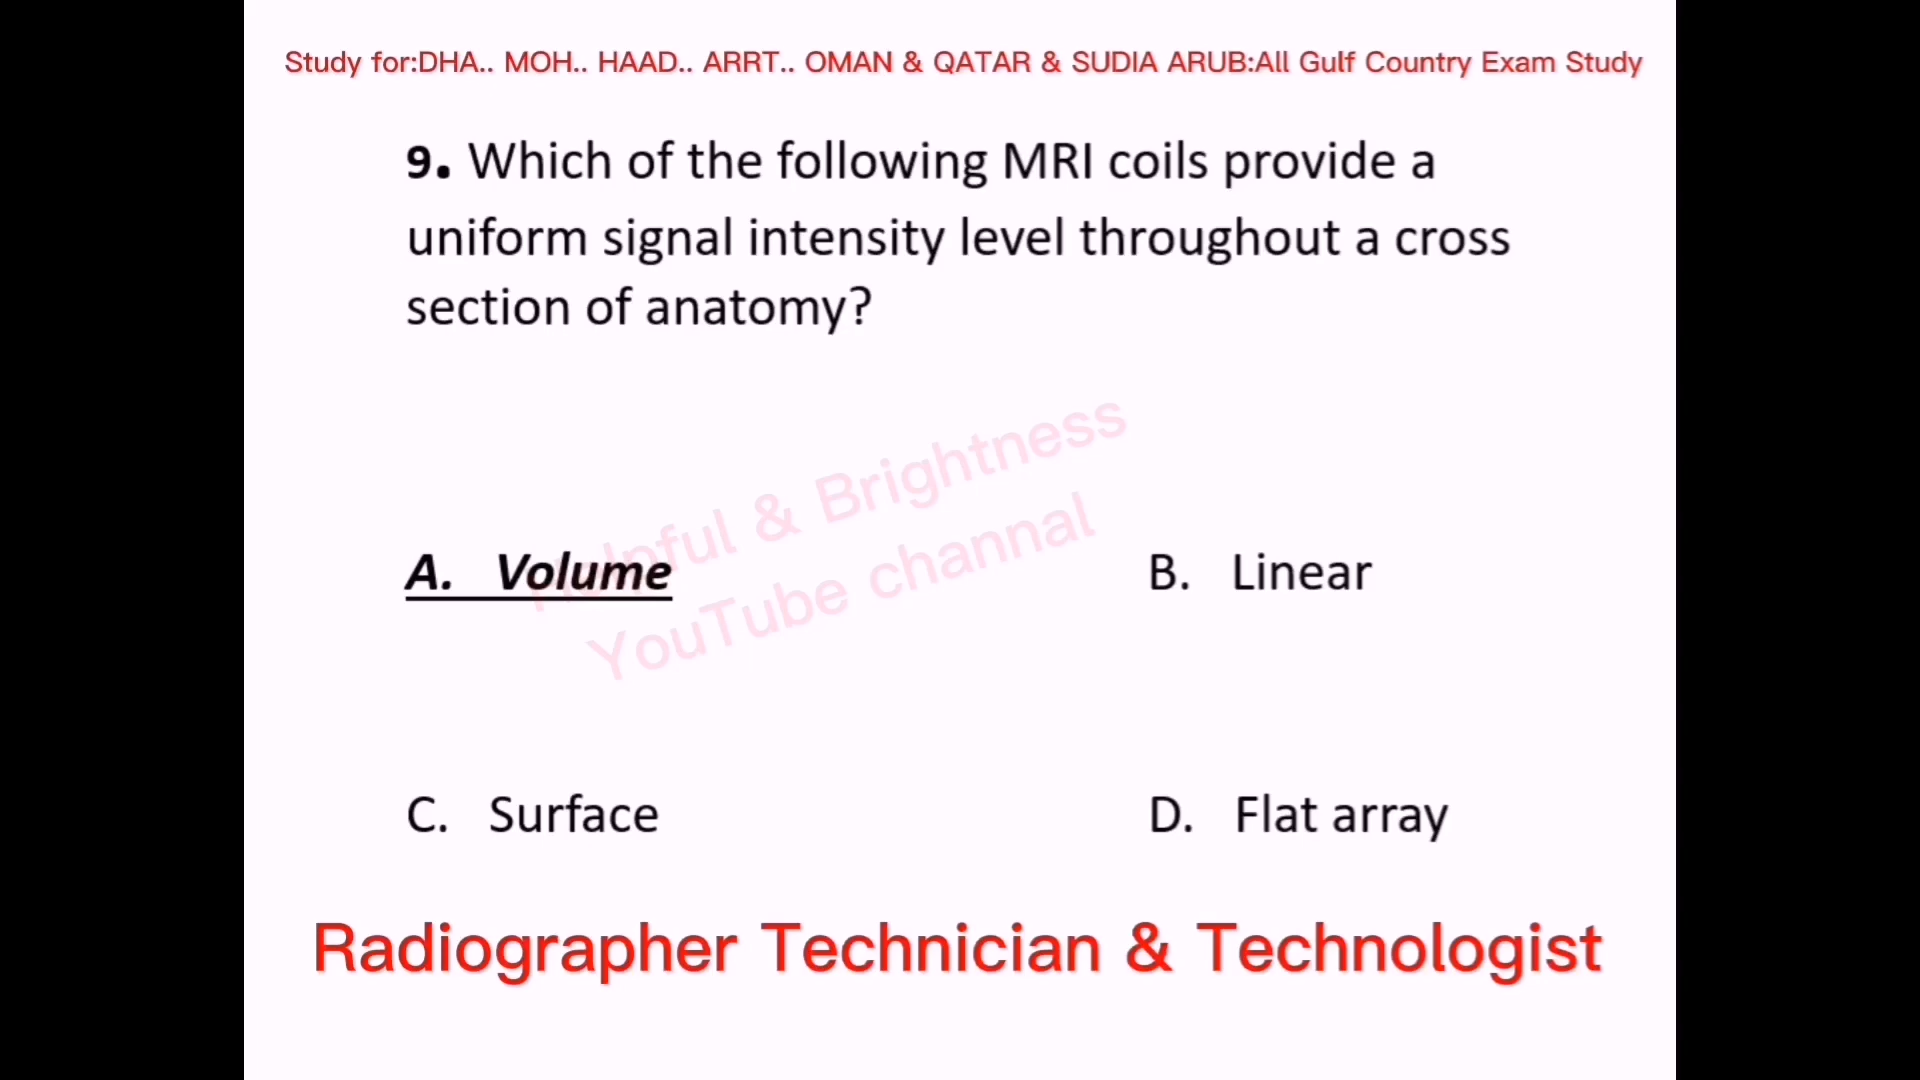 Study for:DHA.. MOH.. HAAD.. ARRT.. OMAN & QATAR & SUDIA ARUB:All Gulf Country Exam Study
9. Which of the following MRI coils provide a
uniform signal intensity level throughout a cross
section of anatomy?
Helpful & Brightness
YouTube channal
A. Volume
B. Linear
C. Surface
D. Flat array
Radiographer Technician & Technologist